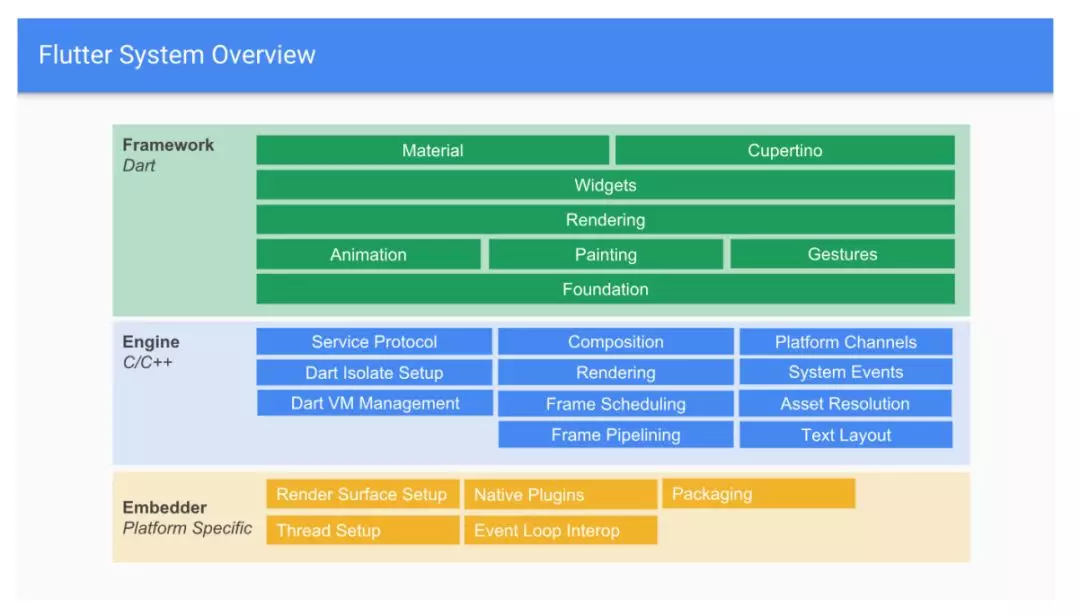 Flutter System Overview
Framework
Dart
Material
Cupertino
Widgets
Rendering
Animation
Painting
Gestures
Foundation
Engine
C/C++
Service Protocol
Composition
Platform Channels
Dart Isolate Setup
Rendering
System Events
Dart VM Management
Frame Scheduling
Asset Resolution
Frame Pipelining
Text Layout
Embedder
Platform Specific
Render Surface Setup
Native Plugins
Packaging
Thread Setup
Event Loop Interop